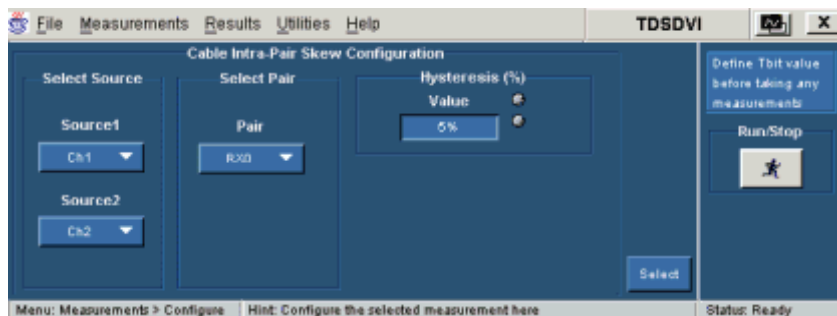 File Measurements Results Utilities Help TDSDVI X
Cable Intra-Pair Skew Configuration
Select Source
Source1
Ch1
Source2
Ch2
Select Pair
Pair
RX0
Hysteresis (%)
Value
5%
Select
Define Tbit value
before taking any
measurements
Run/Stop
Menu: Measurements > Configure Hint: Configure the selected measurement here Status: Ready